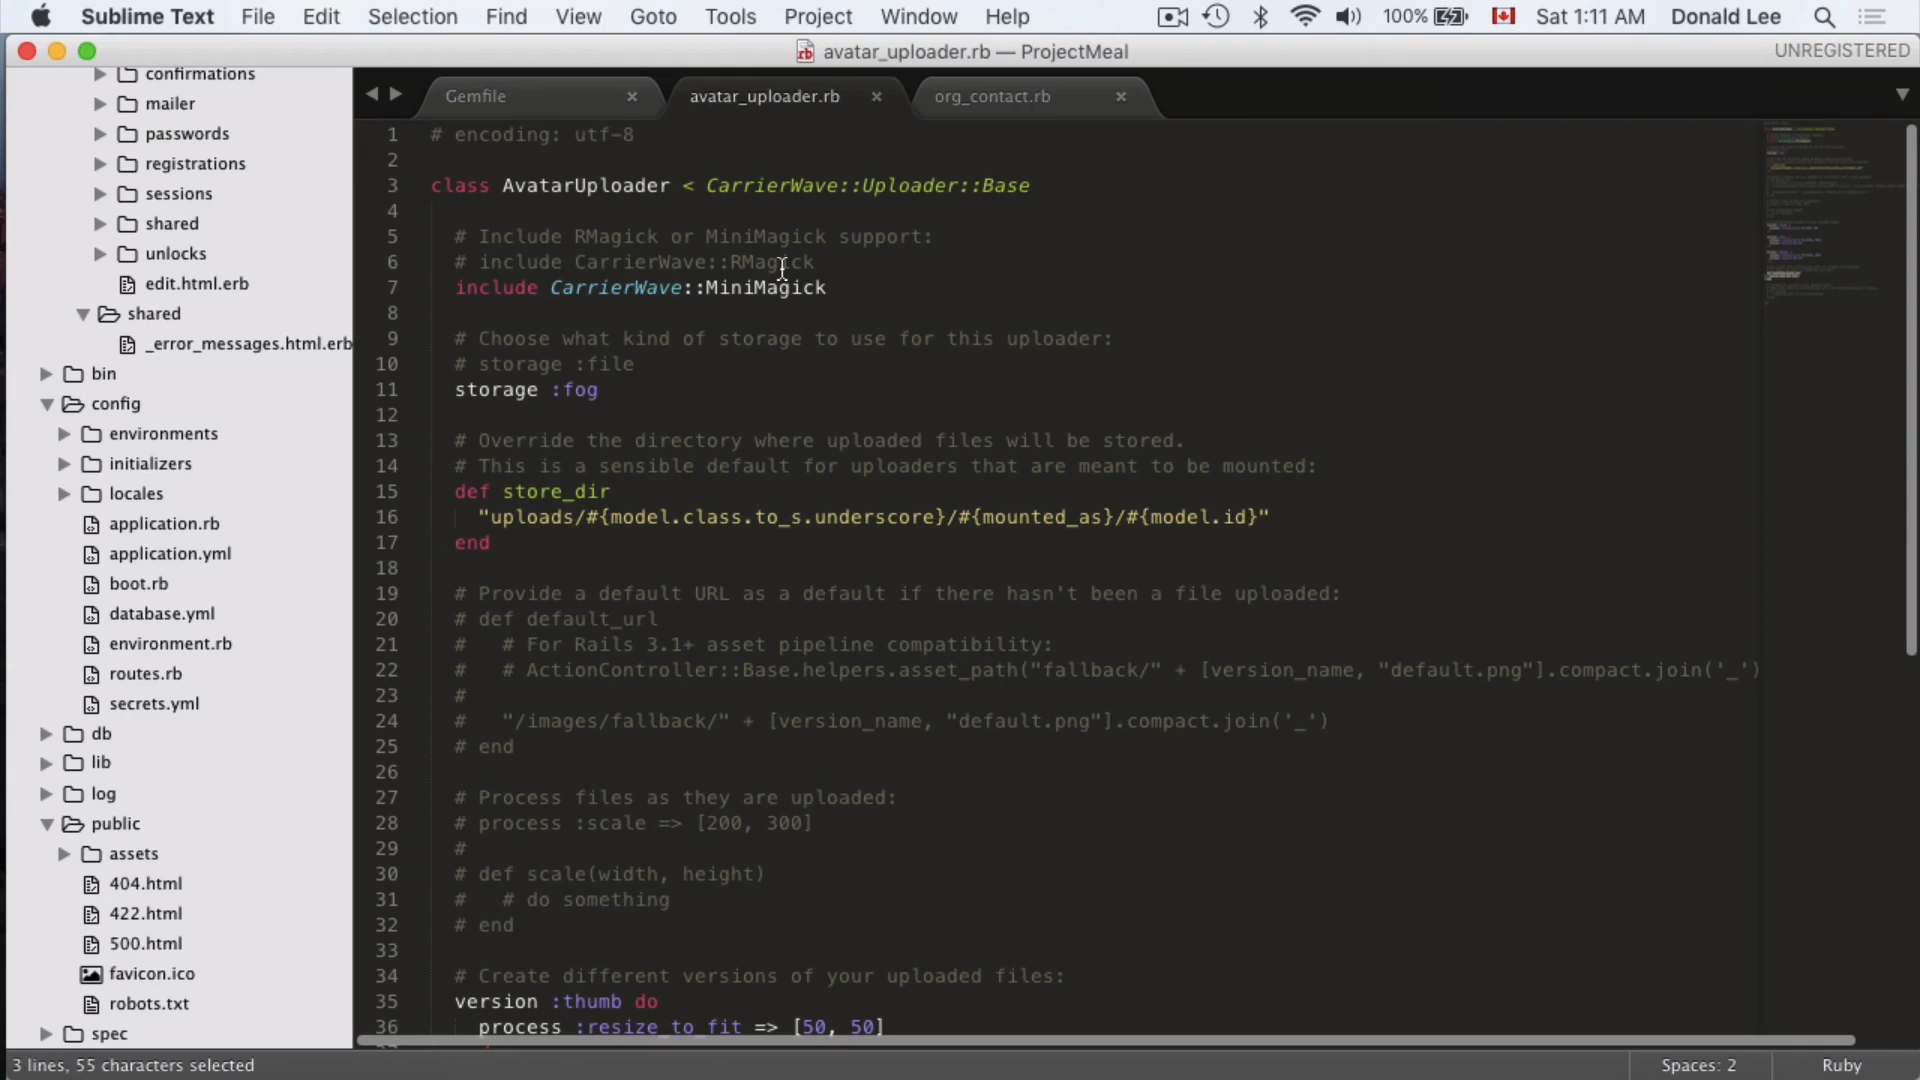 Sublime Text File Edit Selection Find View Goto Tools Project Window Help 100% Sat 1:11 AM Donald Lee
avatar_uploader.rb — ProjectMeal UNREGISTERED
confirmations
mailer
passwords
registrations
sessions
shared
unlocks
edit.html.erb
shared
_error_messages.html.erb
bin
config
environments
initializers
locales
application.rb
application.yml
boot.rb
database.yml
environment.rb
routes.rb
secrets.yml
db
lib
log
public
assets
404.html
422.html
500.html
favicon.ico
robots.txt
spec
Gemfile avatar_uploader.rb org_contact.rb
1 # encoding: utf-8
2
3 class AvatarUploader < CarrierWave::Uploader::Base
4
5 # Include RMagick or MiniMagick support:
6 # include CarrierWave::RMagick
7 include CarrierWave::MiniMagick
8
9 # Choose what kind of storage to use for this uploader:
10 # storage :file
11 storage :fog
12
13 # Override the directory where uploaded files will be stored.
14 # This is a sensible default for uploaders that are meant to be mounted:
15 def store_dir
16 "uploads/#{model.class.to_s.underscore}/#{mounted_as}/#{model.id}"
17 end
18
19 # Provide a default URL as a default if there hasn't been a file uploaded:
20 # def default_url
21 # # For Rails 3.1+ asset pipeline compatibility:
22 # # ActionController::Base.helpers.asset_path("fallback/" + [version_name, "default.png"].compact.join('_')
23 #
24 # "/images/fallback/" + [version_name, "default.png"].compact.join('_')
25 # end
26
27 # Process files as they are uploaded:
28 # process :scale => [200, 300]
29 #
30 # def scale(width, height)
31 # # do something
32 # end
33
34 # Create different versions of your uploaded files:
35 version :thumb do
36 process :resize_to_fit => [50, 50]
3 lines, 55 characters selected Spaces: 2 Ruby